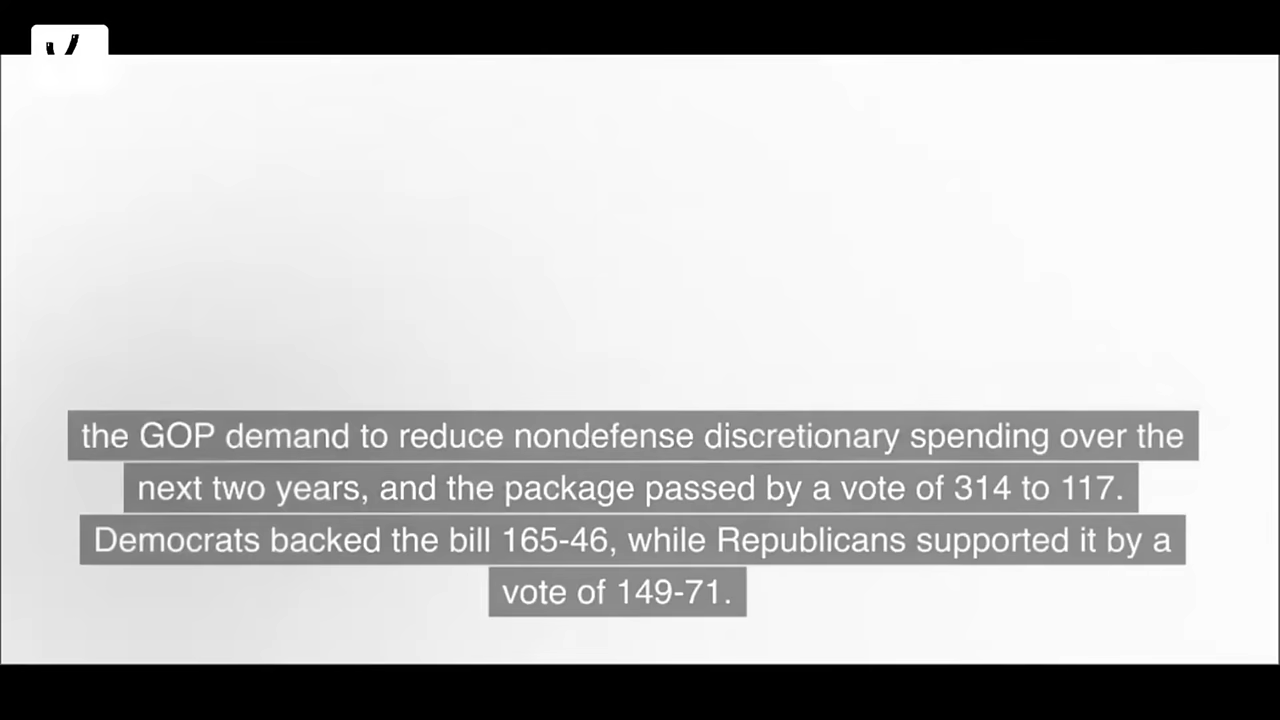 the GOP demand to reduce nondefense discretionary spending over the
next two years, and the package passed by a vote of 314 to 117.
Democrats backed the bill 165-46, while Republicans supported it by a
vote of 149-71.